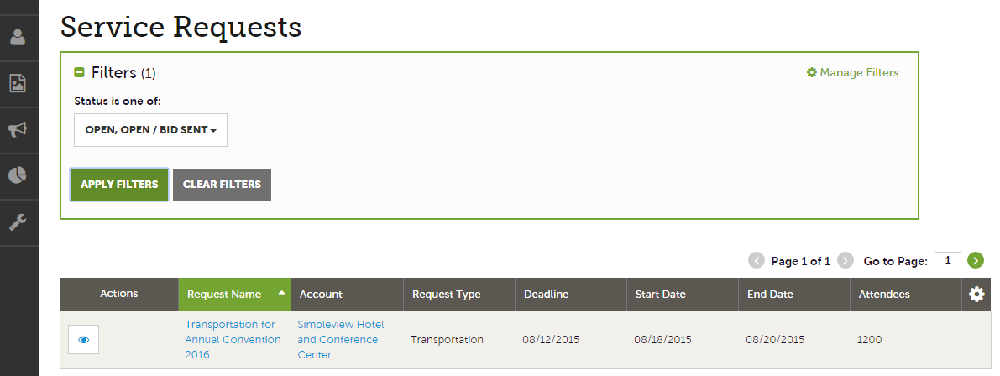 Service Requests
Filters (1)
Manage Filters
Status is one of:
OPEN, OPEN / BID SENT
APPLY FILTERS
CLEAR FILTERS
Page 1 of 1
Go to Page:
1
Actions
Request Name
Account
Request Type
Deadline
Start Date
End Date
Attendees
Transportation for
Annual Convention
2016
Simpleview Hotel
and Conference
Center
Transportation
08/12/2015
08/18/2015
08/20/2015
1200